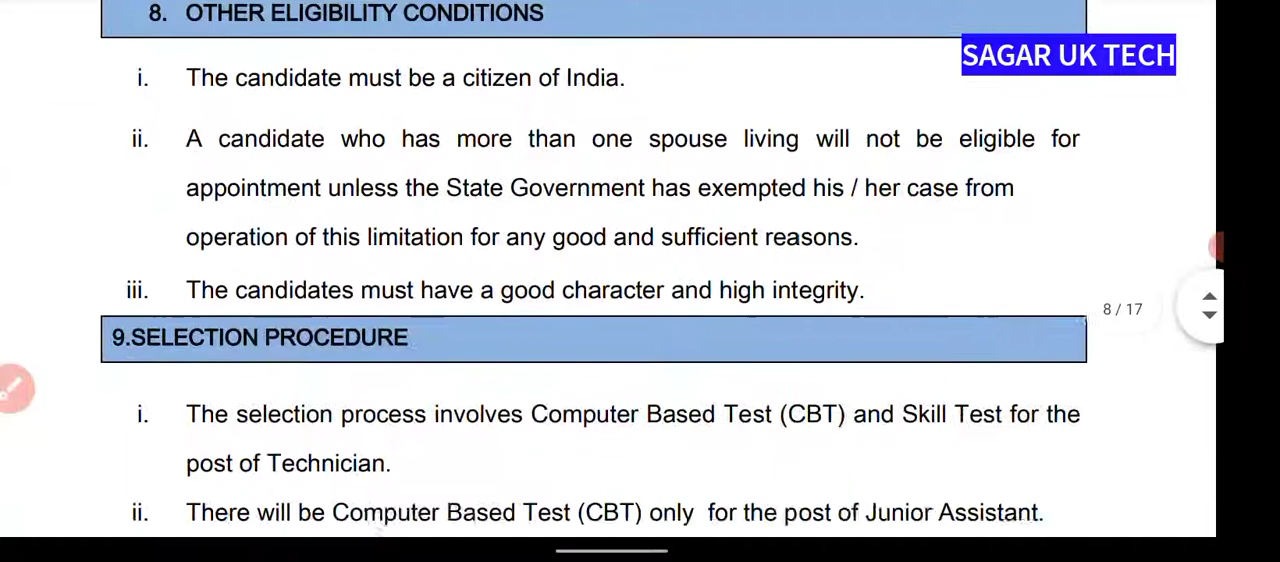 8. OTHER ELIGIBILITY CONDITIONS
SAGAR UK TECH
i. The candidate must be a citizen of India.
ii. A candidate who has more than one spouse living will not be eligible for
appointment unless the State Government has exempted his / her case from
operation of this limitation for any good and sufficient reasons.
iii. The candidates must have a good character and high integrity.
8 / 17
9.SELECTION PROCEDURE
i. The selection process involves Computer Based Test (CBT) and Skill Test for the
post of Technician.
ii. There will be Computer Based Test (CBT) only for the post of Junior Assistant.